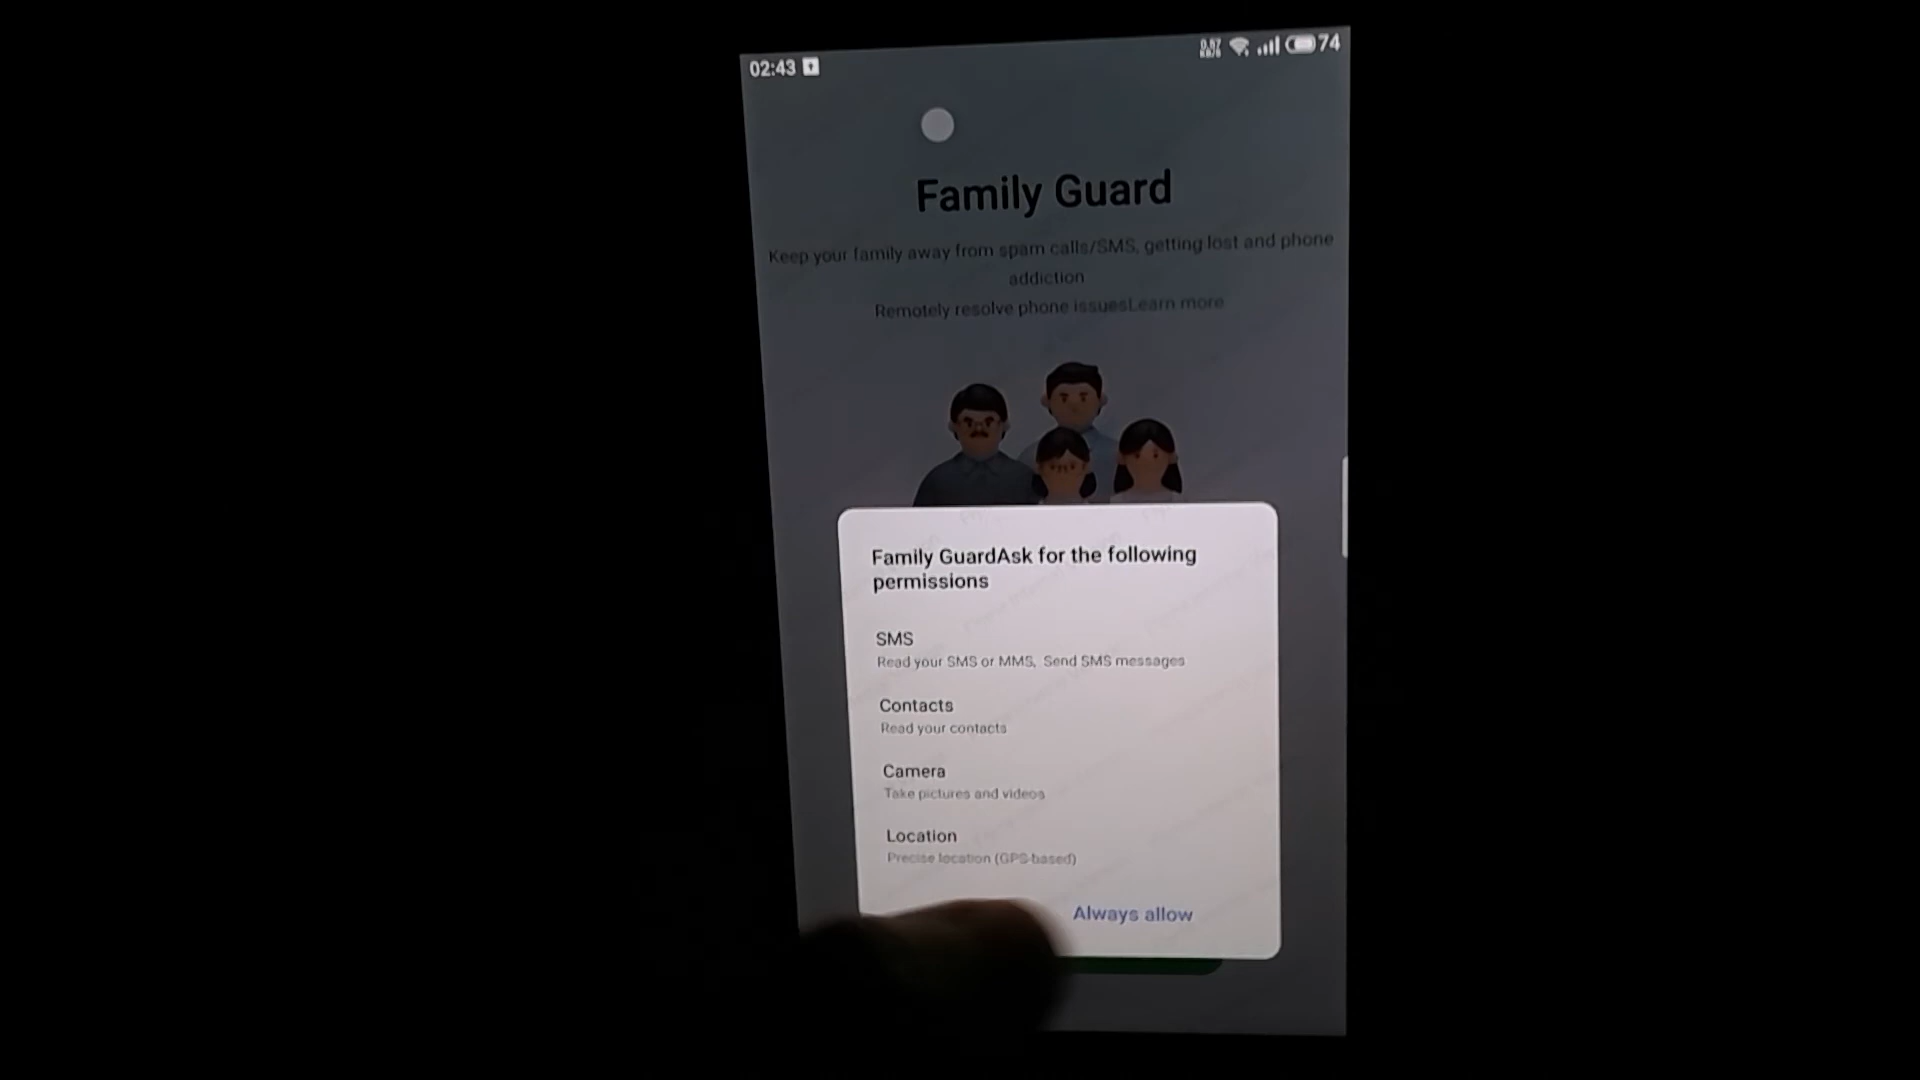 02:43
74
Family Guard
Keep your family away from spam calls/SMS, getting lost and phone
addiction
Remotely resolve phone issuesLearn more
Family GuardAsk for the following
permissions
SMS
Read your SMS or MMS, Send SMS messages
Contacts
Read your contacts
Camera
Take pictures and videos
Location
Precise location (GPS-based)
Always allow